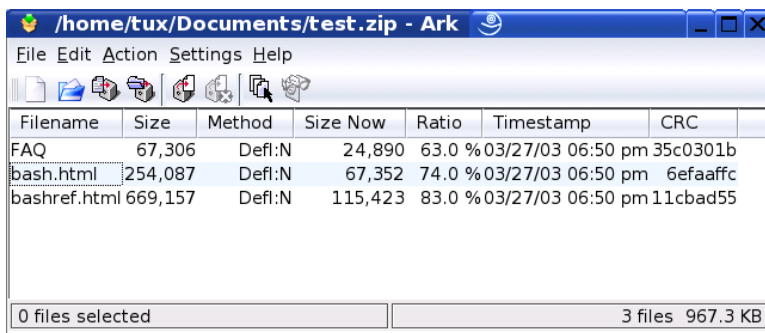 /home/tux/Documents/test.zip - Ark
File Edit Action Settings Help
Filename Size Method Size Now Ratio Timestamp CRC
FAQ 67,306 Defl:N 24,890 63.0 % 03/27/03 06:50 pm 35c0301b
bash.html 254,087 Defl:N 67,352 74.0 % 03/27/03 06:50 pm 6efaaffc
bashref.html 669,157 Defl:N 115,423 83.0 % 03/27/03 06:50 pm 11cbad55
0 files selected 3 files 967.3 KB